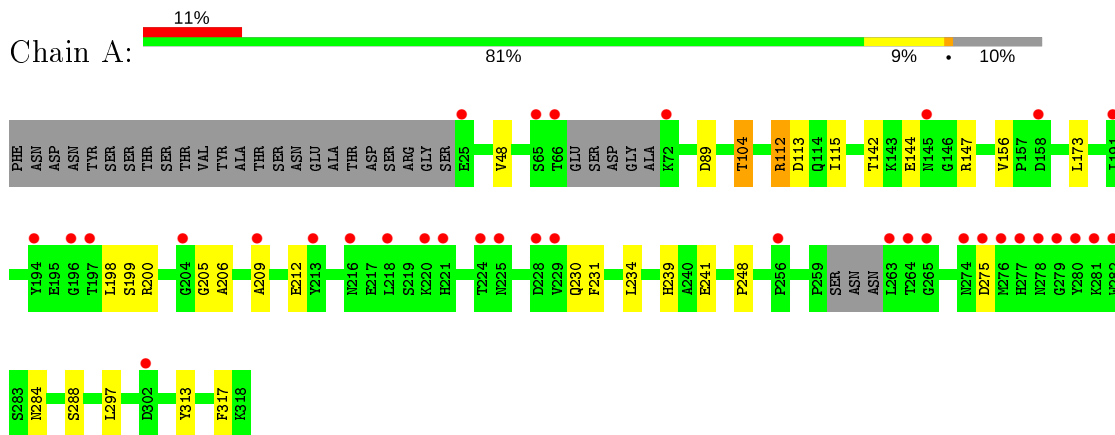 11%
Chain A:
81% 9% • 10%
PHE ASN ASP ASN TYR SER SER THR SER THR VAL TYR ALA THR SER ASN GLU ALA THR ASP SER ARG GLY SER E25 V48 S65 T66 GLU SER ASP GLY ALA K72 D89 T104 R112 D113 Q114 I115 T142 K143 E144 N145 G146 R147 V156 P157 D158 L173
Y194 E195 G196 T197 L198 S199 R200 G204 G205 A206 A209 E212 Y213 N216 E217 L218 S219 K220 H221 T224 N225 D228 V229 Q230 F231 L234 H239 A240 E241 P248 P256 P259 SER ASN ASN L263 T264 G265 N274 D275 M276 H277 N278 G279 Y280 K281
S283 N284 S288 L297 D302 Y313 F317 K318